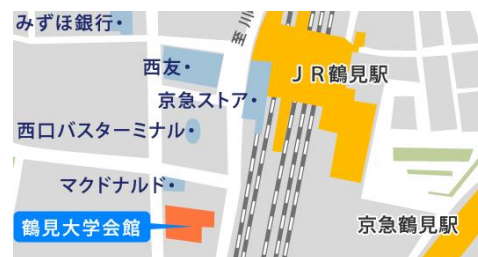 みずほ銀行・
西友・
JR鶴見駅
京急ストア・
西口バスターミナル・
マクドナルド・
鶴見大学会館
京急鶴見駅